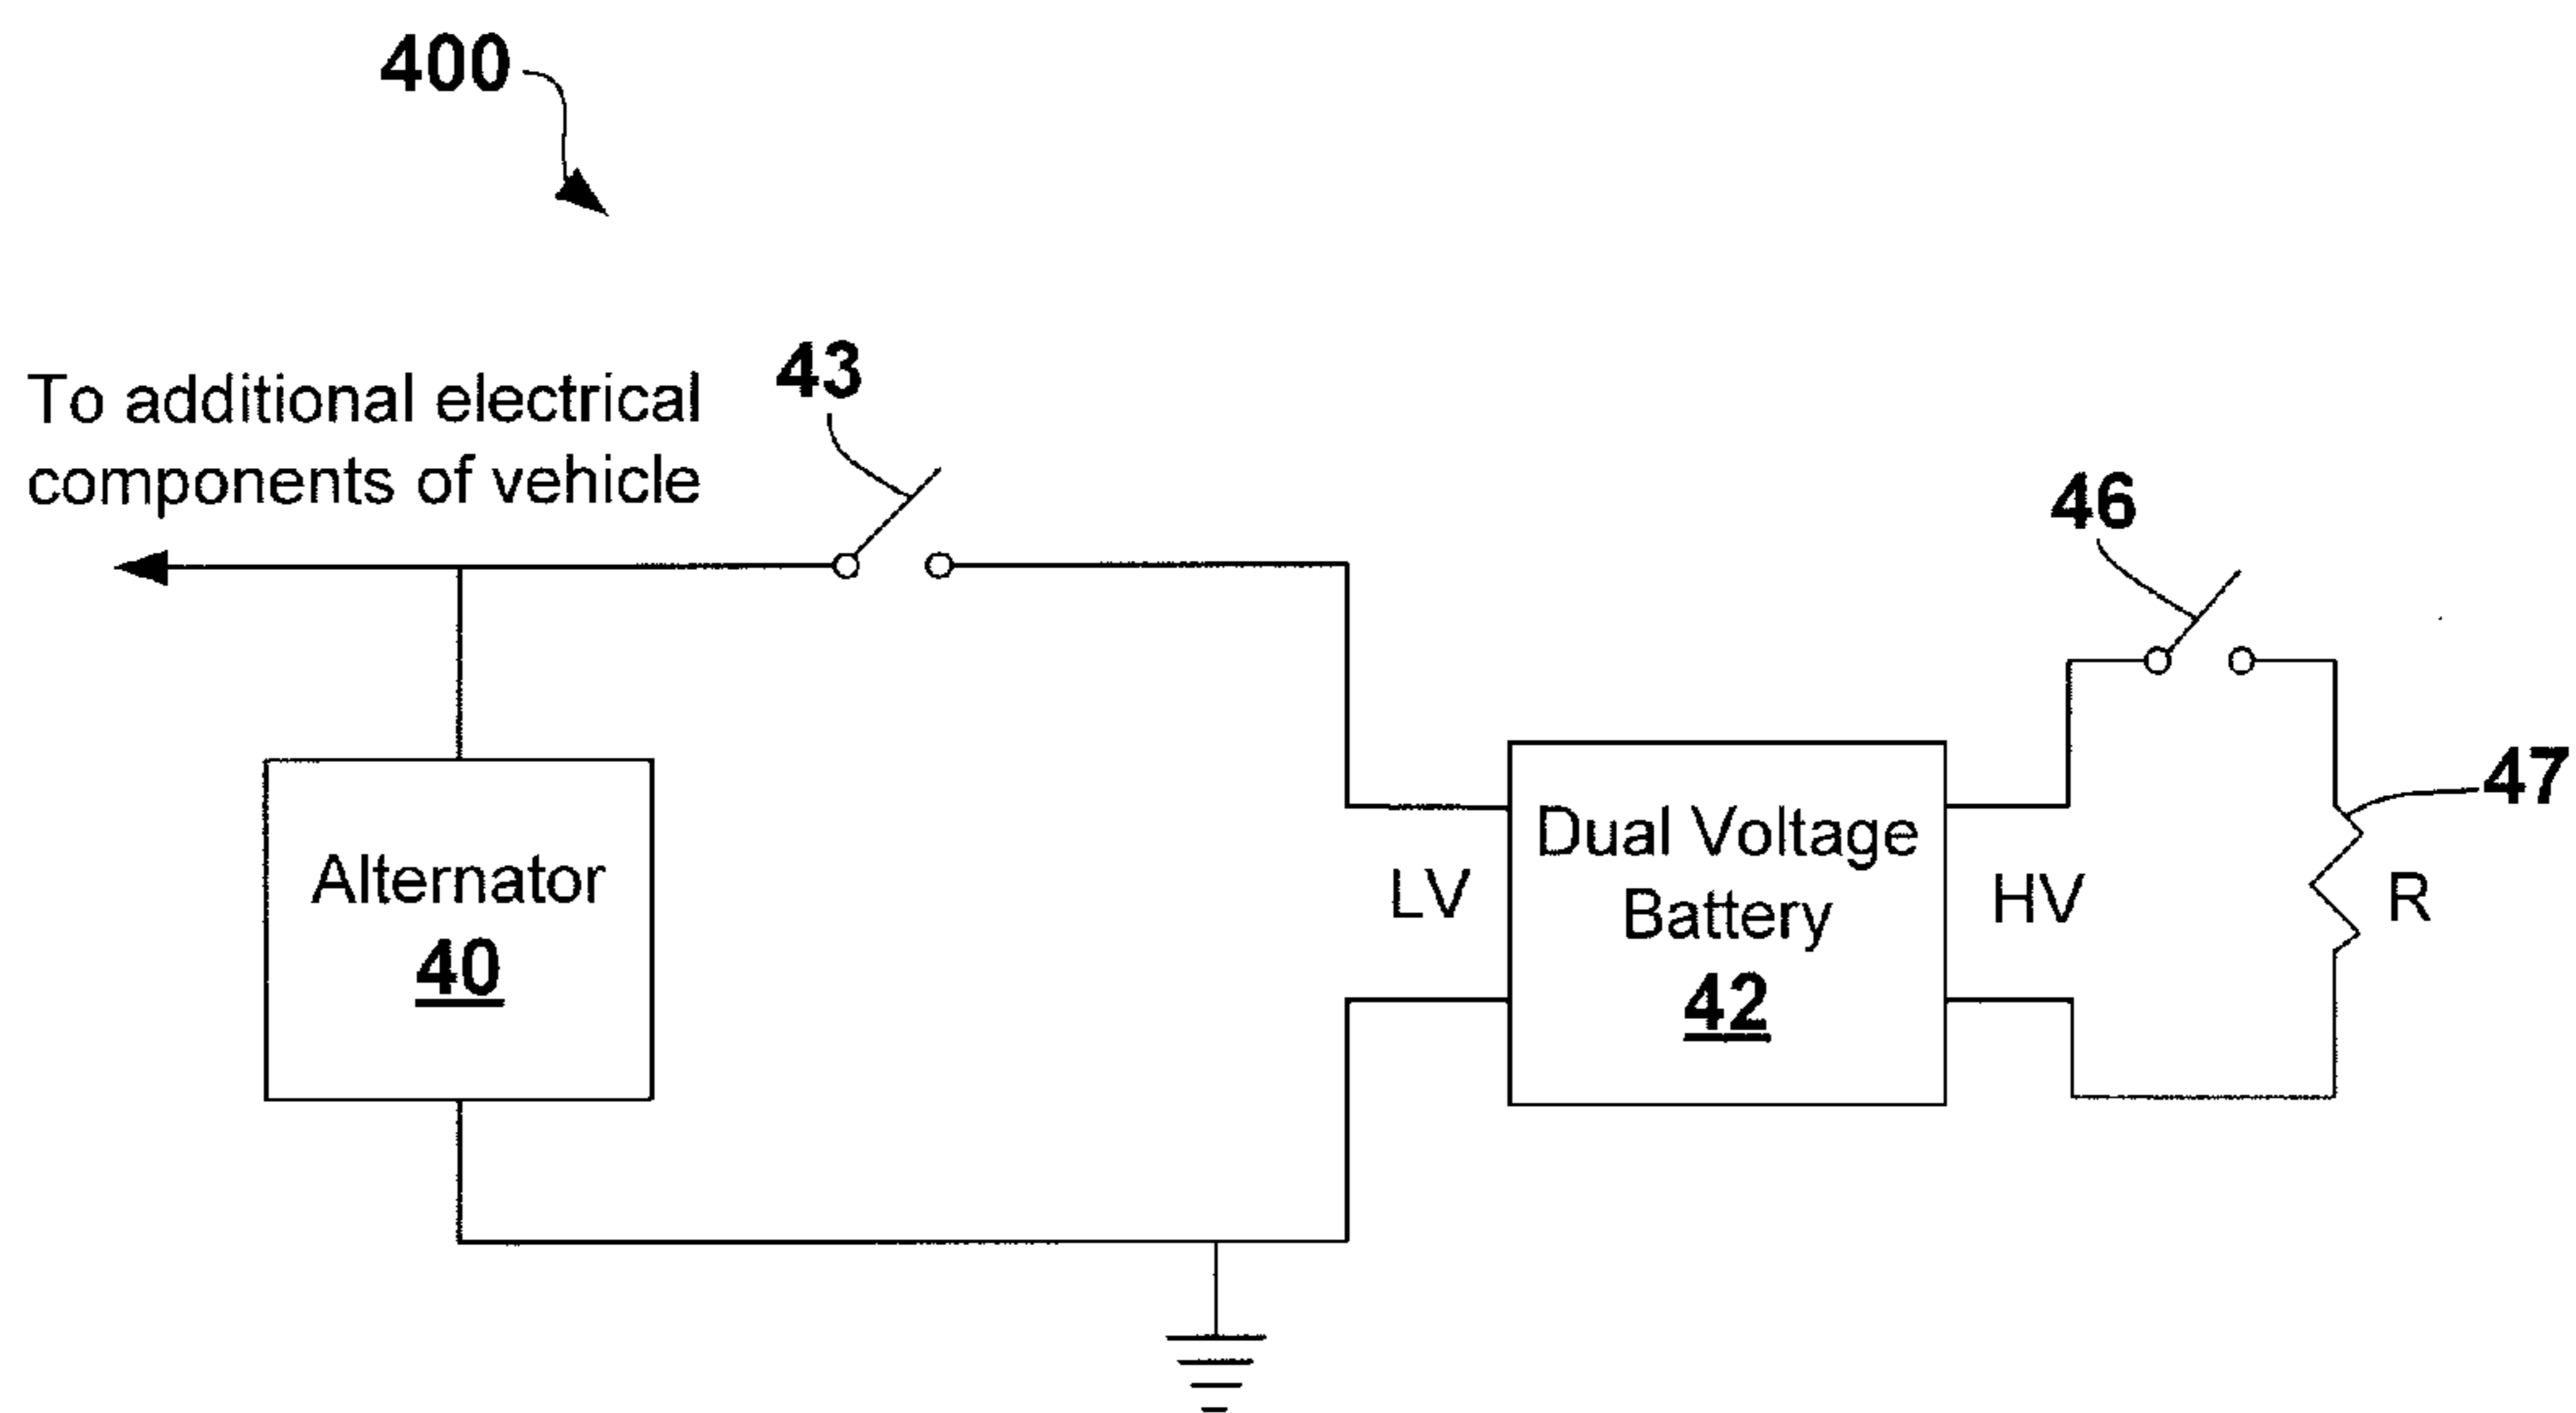 400
To additional electrical
components of vehicle
43
46
47
Alternator
40
LV
Dual Voltage
Battery
42
HV
R